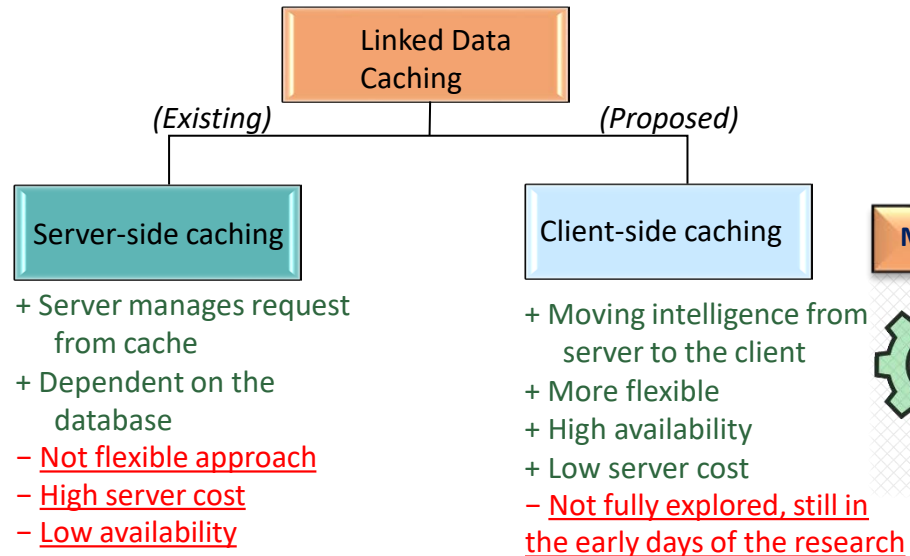 Linked Data
Caching
(Existing)
(Proposed)
Server-side caching
+ Server manages request
from cache
+ Dependent on the
database
− Not flexible approach
− High server cost
− Low availability
Client-side caching
+ Moving intelligence from
server to the client
+ More flexible
+ High availability
+ Low server cost
− Not fully explored, still in
the early days of the research